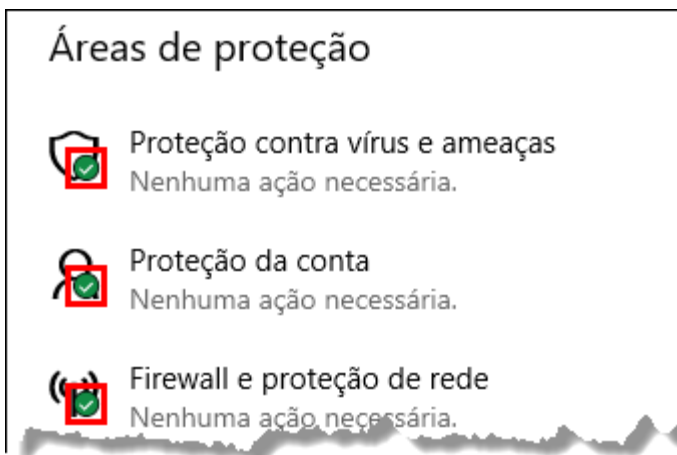 Áreas de proteção
Proteção contra vírus e ameaças
Nenhuma ação necessária.
Proteção da conta
Nenhuma ação necessária.
Firewall e proteção de rede
Nenhuma ação necessária.